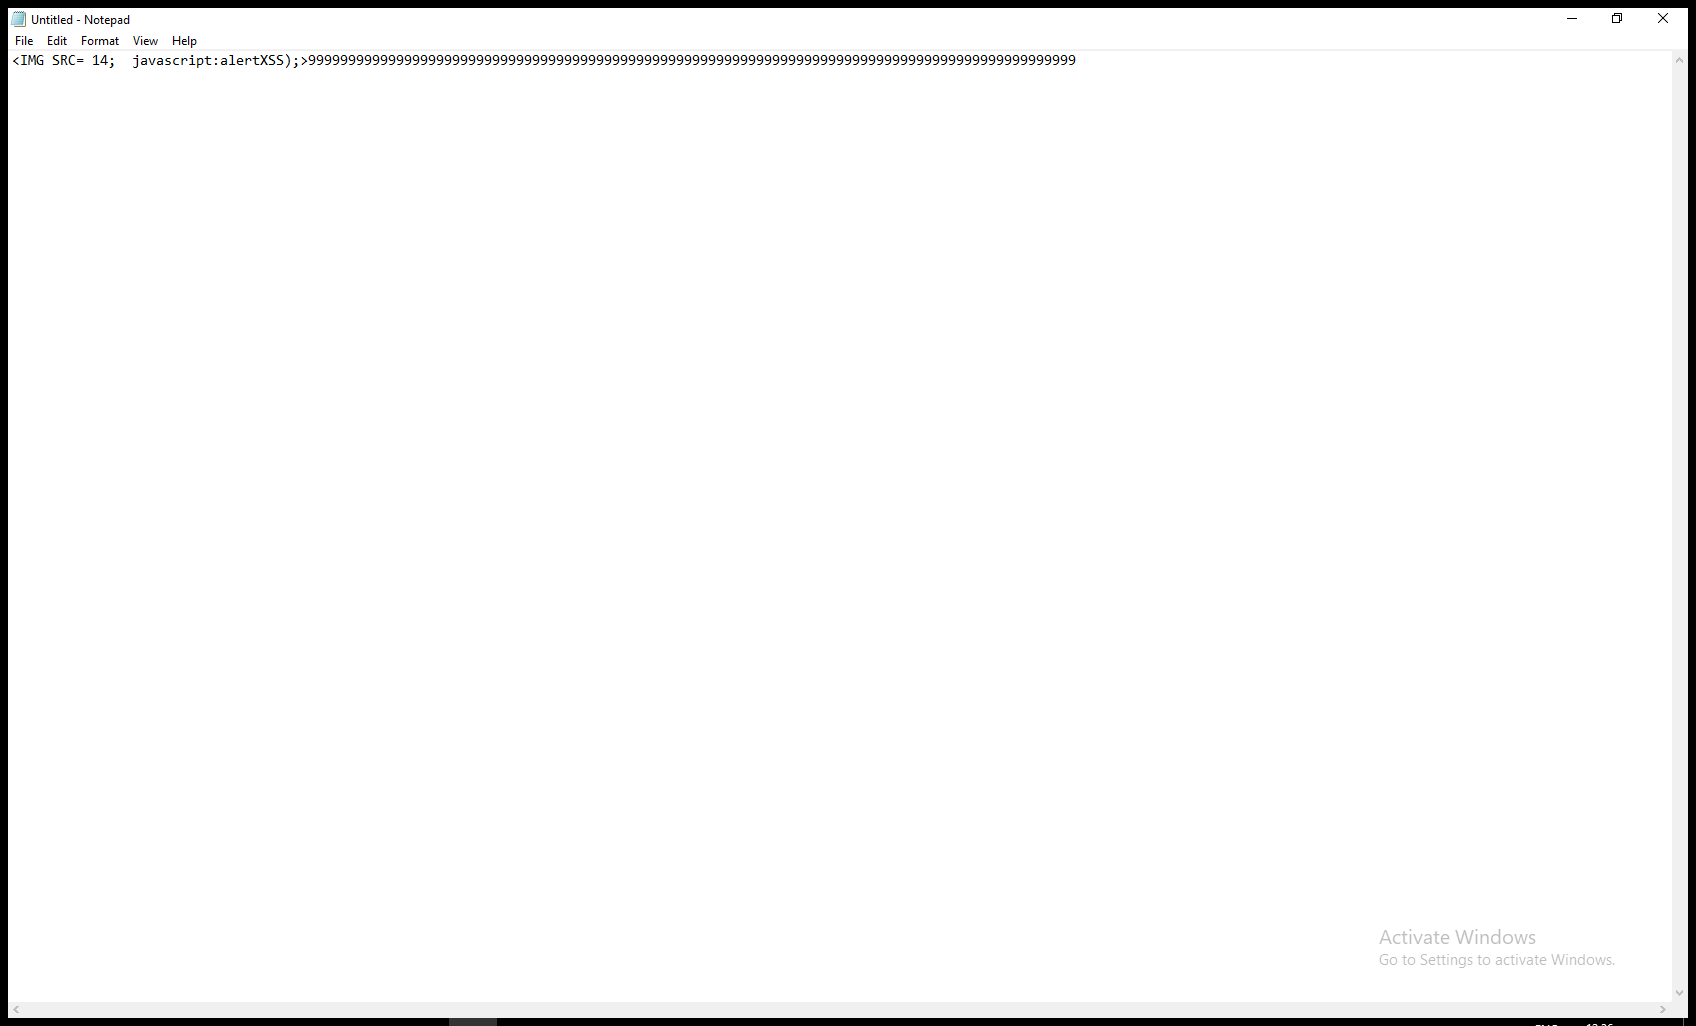 Untitled - Notepad
File Edit Format View Help
<IMG SRC= 14;  javascript:alertXSS);>999999999999999999999999999999999999999999999999999999999999999999999999999999999999999999999999
Activate Windows
Go to Settings to activate Windows.